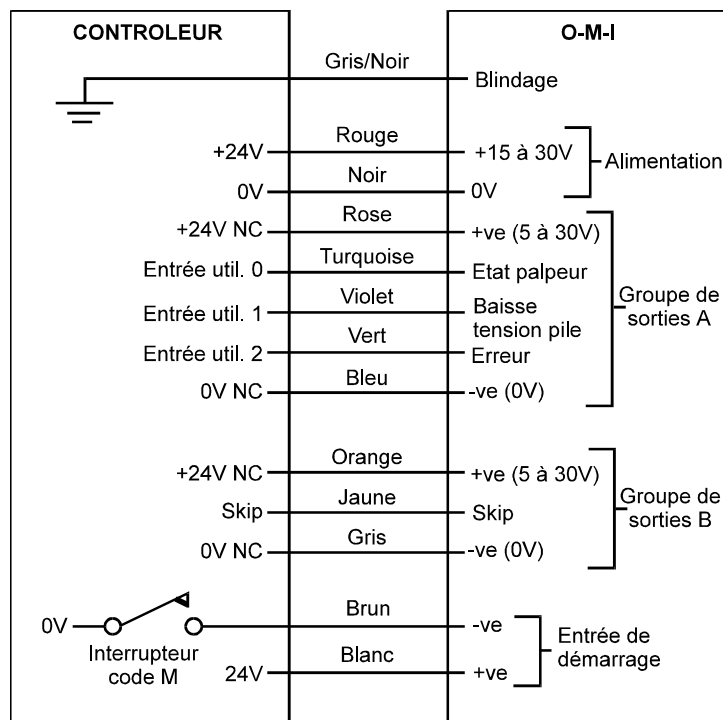 CONTROLEUR
O-M-I
Gris/Noir
Blindage
+24V
Rouge
+15 à 30V
Alimentation
0V
Noir
0V
+24V NC
Rose
+ve (5 à 30V)
Entrée util. 0
Turquoise
Etat palpeur
Entrée util. 1
Violet
Baisse
tension pile
Groupe de
sorties A
Entrée util. 2
Vert
Erreur
0V NC
Bleu
-ve (0V)
+24V NC
Orange
+ve (5 à 30V)
Skip
Jaune
Skip
Groupe de
sorties B
0V NC
Gris
-ve (0V)
0V
Brun
-ve
Interrupteur
code M
Entrée de
démarrage
24V
Blanc
+ve